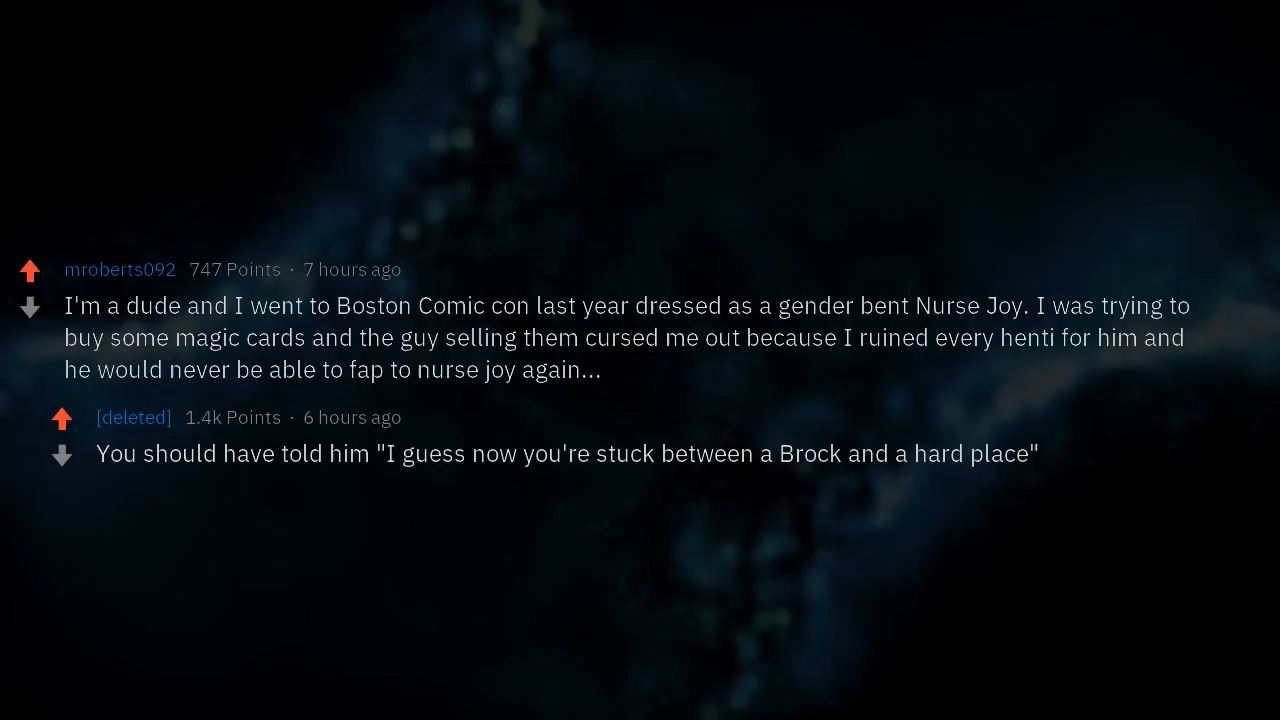 mroberts092 747 Points · 7 hours ago
I'm a dude and I went to Boston Comic con last year dressed as a gender bent Nurse Joy. I was trying to
buy some magic cards and the guy selling them cursed me out because I ruined every henti for him and
he would never be able to fap to nurse joy again...
[deleted] 1.4k Points · 6 hours ago
You should have told him "I guess now you're stuck between a Brock and a hard place"